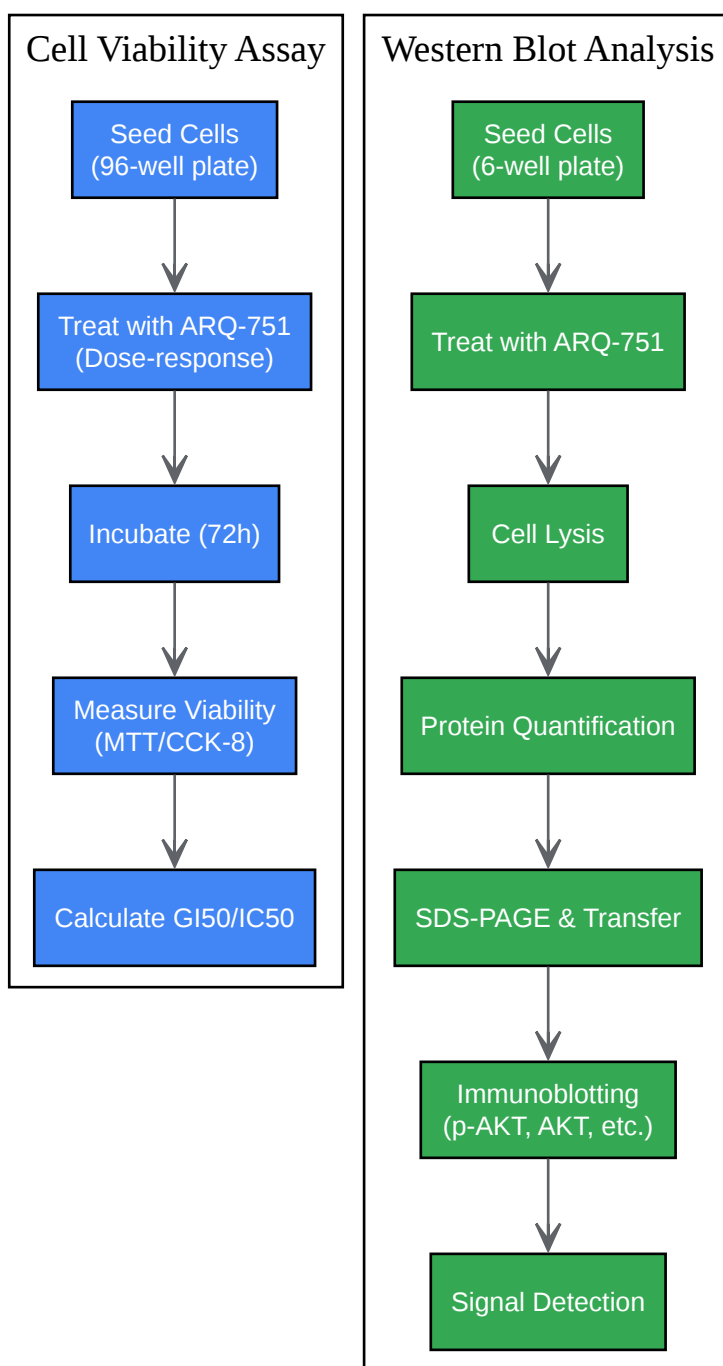 Cell Viability Assay
Seed Cells
(96-well plate)
Treat with ARQ-751
(Dose-response)
Incubate (72h)
Measure Viability
(MTT/CCK-8)
Calculate GI50/IC50
Western Blot Analysis
Seed Cells
(6-well plate)
Treat with ARQ-751
Cell Lysis
Protein Quantification
SDS-PAGE & Transfer
Immunoblotting
(p-AKT, AKT, etc.)
Signal Detection